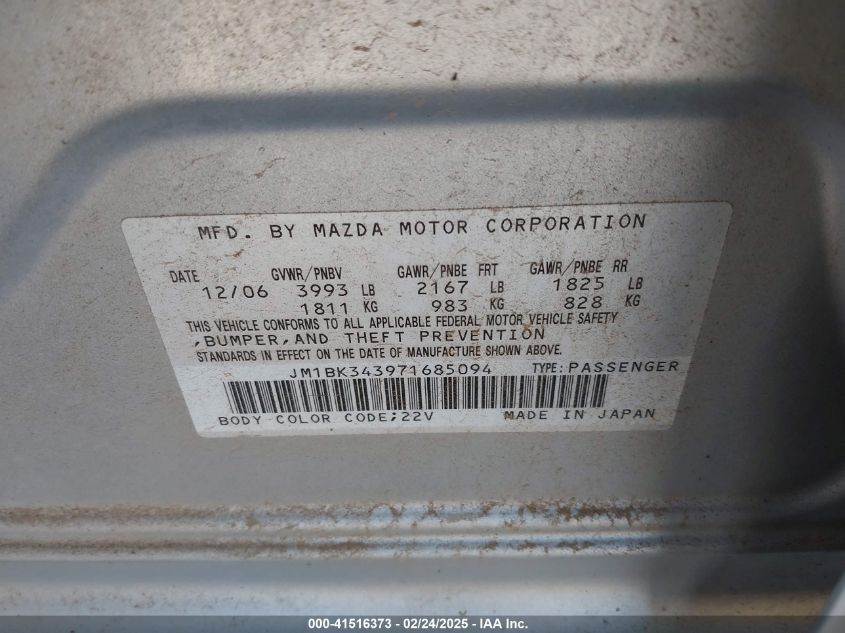 MFD. BY MAZDA MOTOR CORPORATION
DATE GVWR/PNBV GAWR/PNBE FRT GAWR/PNBE RR
12/06 3993 LB 2167 LB 1825 LB
1811 KG 983 KG 828 KG
THIS VEHICLE CONFORMS TO ALL APPLICABLE FEDERAL MOTOR VEHICLE SAFETY
,BUMPER,AND THEFT PREVENTION
STANDARDS IN EFFECT ON THE DATE OF MANUFACTURE SHOWN ABOVE.
JM1BK343971685094 TYPE:PASSENGER
BODY COLOR CODE;22V MADE IN JAPAN
000-41516373 - 02/24/2025 - IAA Inc.